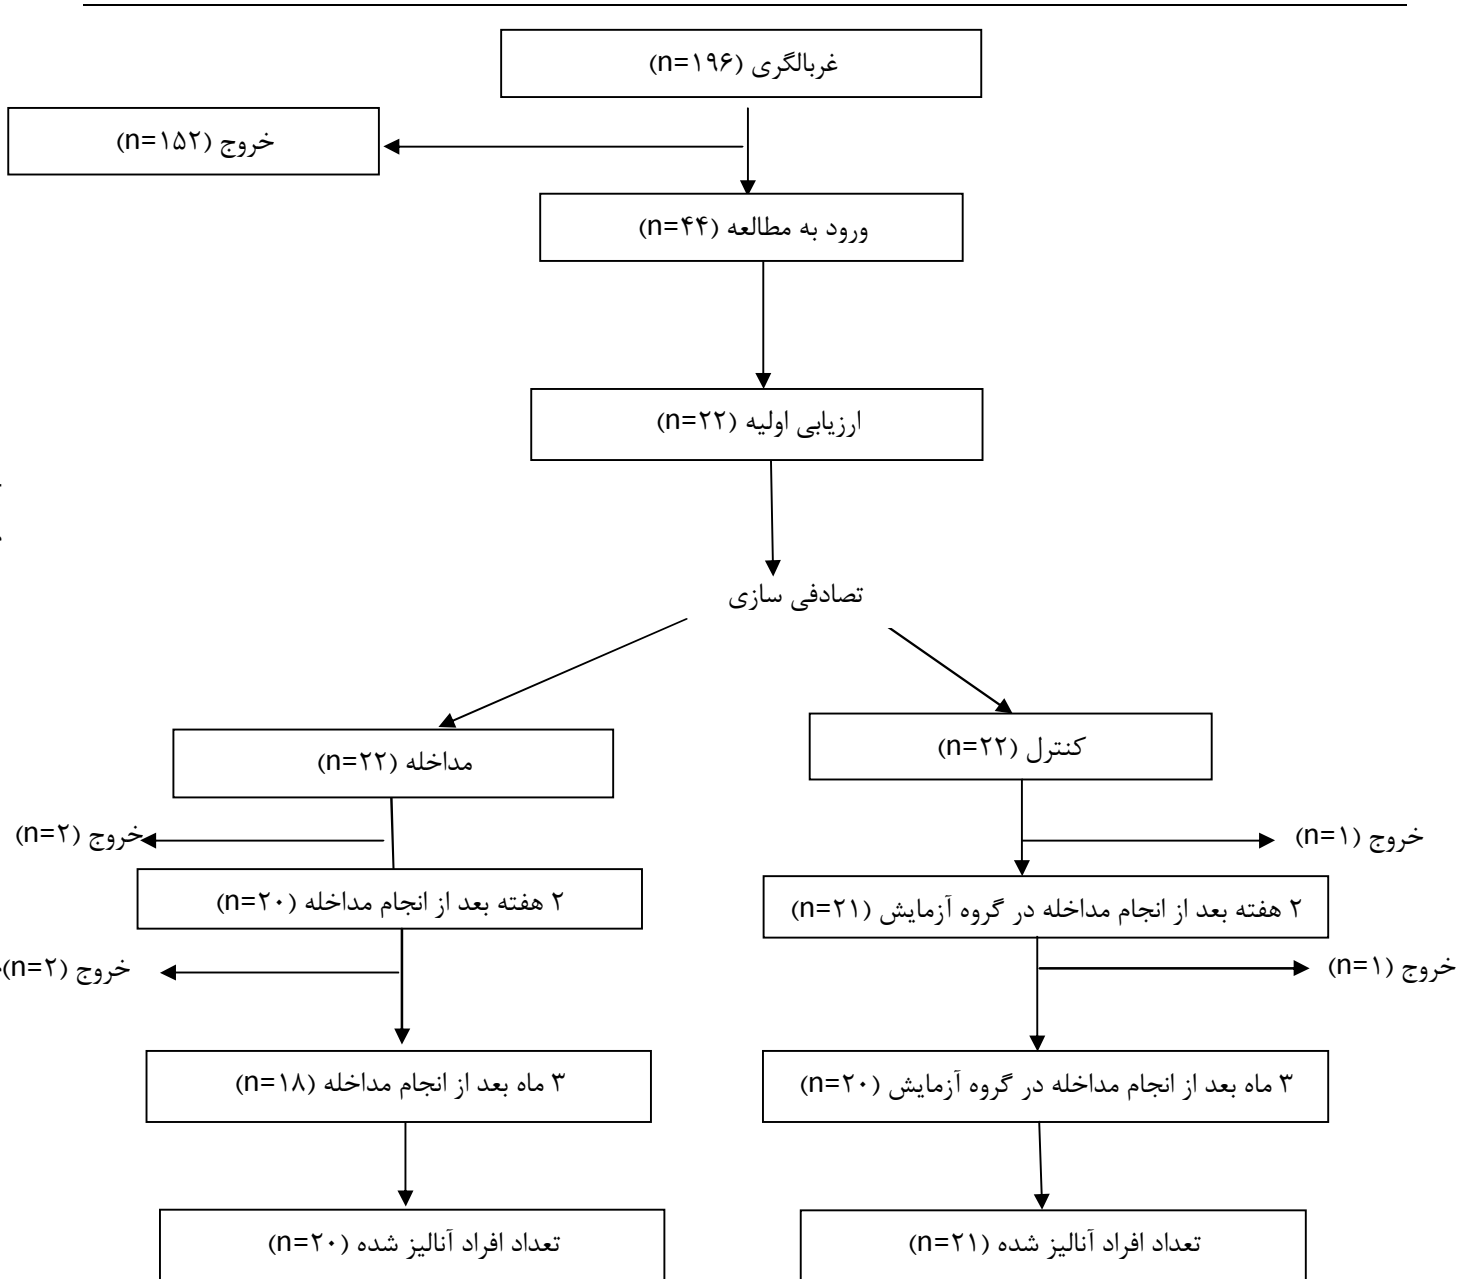 غربالگری (n=۱۹۶)
خروج (n=۱۵۲)
ورود به مطالعه (n=۴۴)
ارزیابی اولیه (n=۲۲)
تصادفی سازی
کنترل (n=۲۲)
مداخله (n=۲۲)
خروج (n=۱)
خروج (n=۲)
۲ هفته بعد از انجام مداخله در گروه آزمایش (n=۲۱)
۲ هفته بعد از انجام مداخله (n=۲۰)
خروج (n=۱)
خروج (n=۲)
۳ ماه بعد از انجام مداخله در گروه آزمایش (n=۲۰)
۳ ماه بعد از انجام مداخله (n=۱۸)
تعداد افراد آنالیز شده (n=۲۱)
تعداد افراد آنالیز شده (n=۲۰)